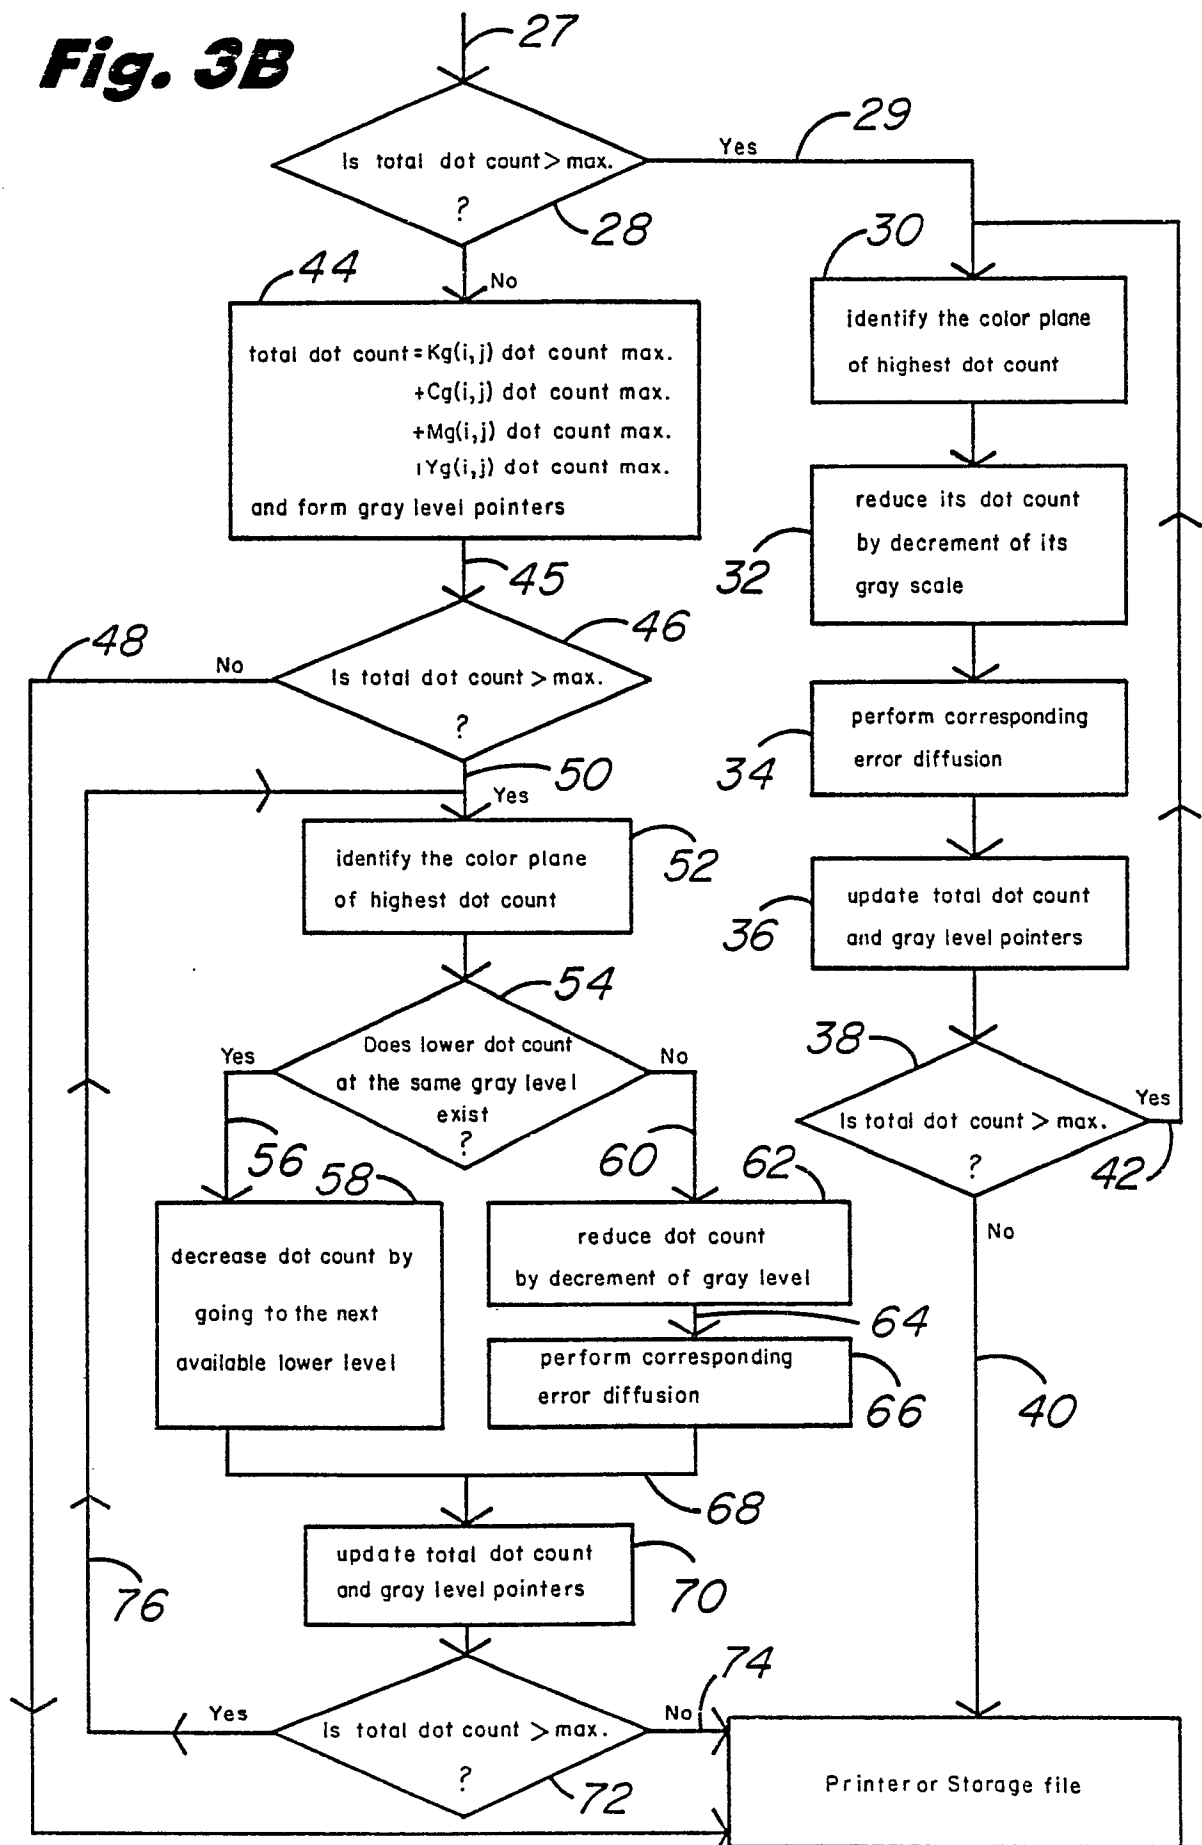 Fig. 3B
27
Is total dot count > max.
?
28
Yes
29
No
44
total dot count = Kg(i,j) dot count max.
+Cg(i,j) dot count max.
+Mg(i,j) dot count max.
ıYg(i,j) dot count max.
and form gray level pointers
30
identify the color plane
of highest dot count
32
reduce its dot count
by decrement of its
gray scale
34
perform corresponding
error diffusion
36
update total dot count
and gray level pointers
38
Is total dot count > max.
?
Yes
42
No
40
45
46
Is total dot count > max.
?
No
48
50
Yes
52
identify the color plane
of highest dot count
54
Does lower dot count
at the same gray level
exist
?
Yes
No
56
58
decrease dot count by
going to the next
available lower level
60
62
reduce dot count
by decrement of gray level
64
perform corresponding
error diffusion
66
68
update total dot count
and gray level pointers
70
76
Yes
Is total dot count > max.
?
72
No
74
Printer or Storage file